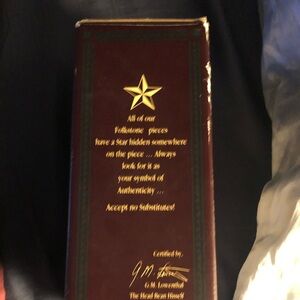 All of our
Folkstone pieces
have a Star hidden somewhere
on the piece ... Always
look for it as
your symbol of
Authenticity ...
Accept no Substitutes!
Certified by,
G.M. Lowenthal
The Head Bean Hisself